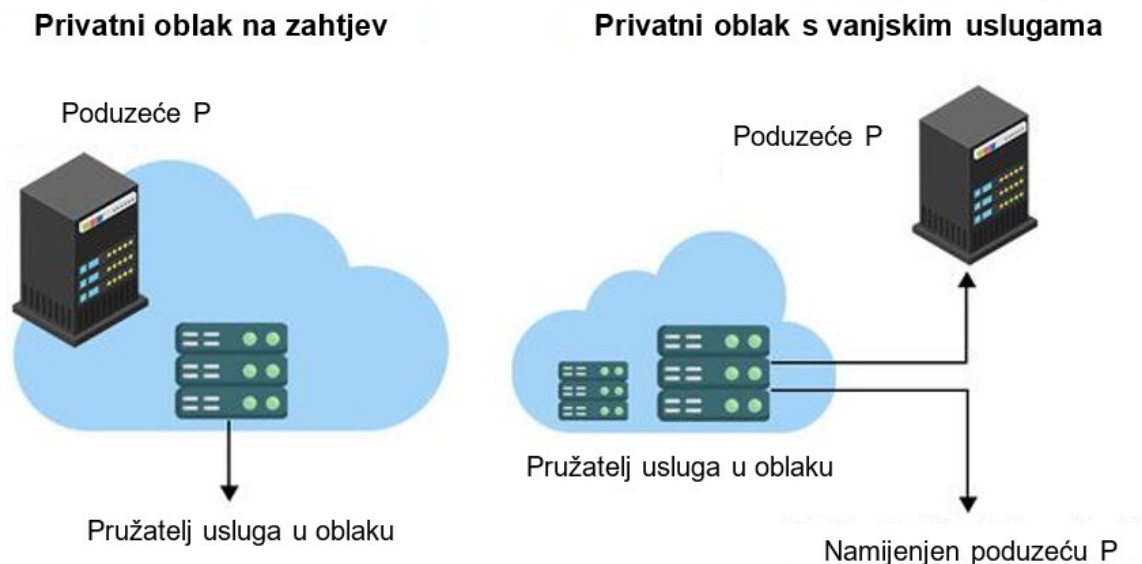 Privatni oblak na zahtjev
Poduzeće P
Pružatelj usluga u oblaku
Privatni oblak s vanjskim uslugama
Poduzeće P
Pružatelj usluga u oblaku
Namijenjen poduzeću P